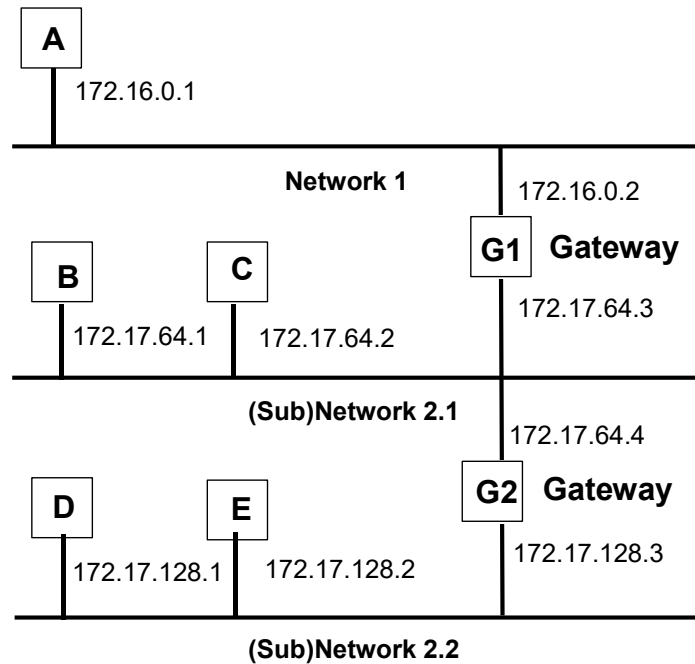 A
172.16.0.1
Network 1
172.16.0.2
G1 Gateway
B
C
172.17.64.3
172.17.64.1
172.17.64.2
(Sub)Network 2.1
172.17.64.4
G2 Gateway
D
E
172.17.128.3
172.17.128.1
172.17.128.2
(Sub)Network 2.2